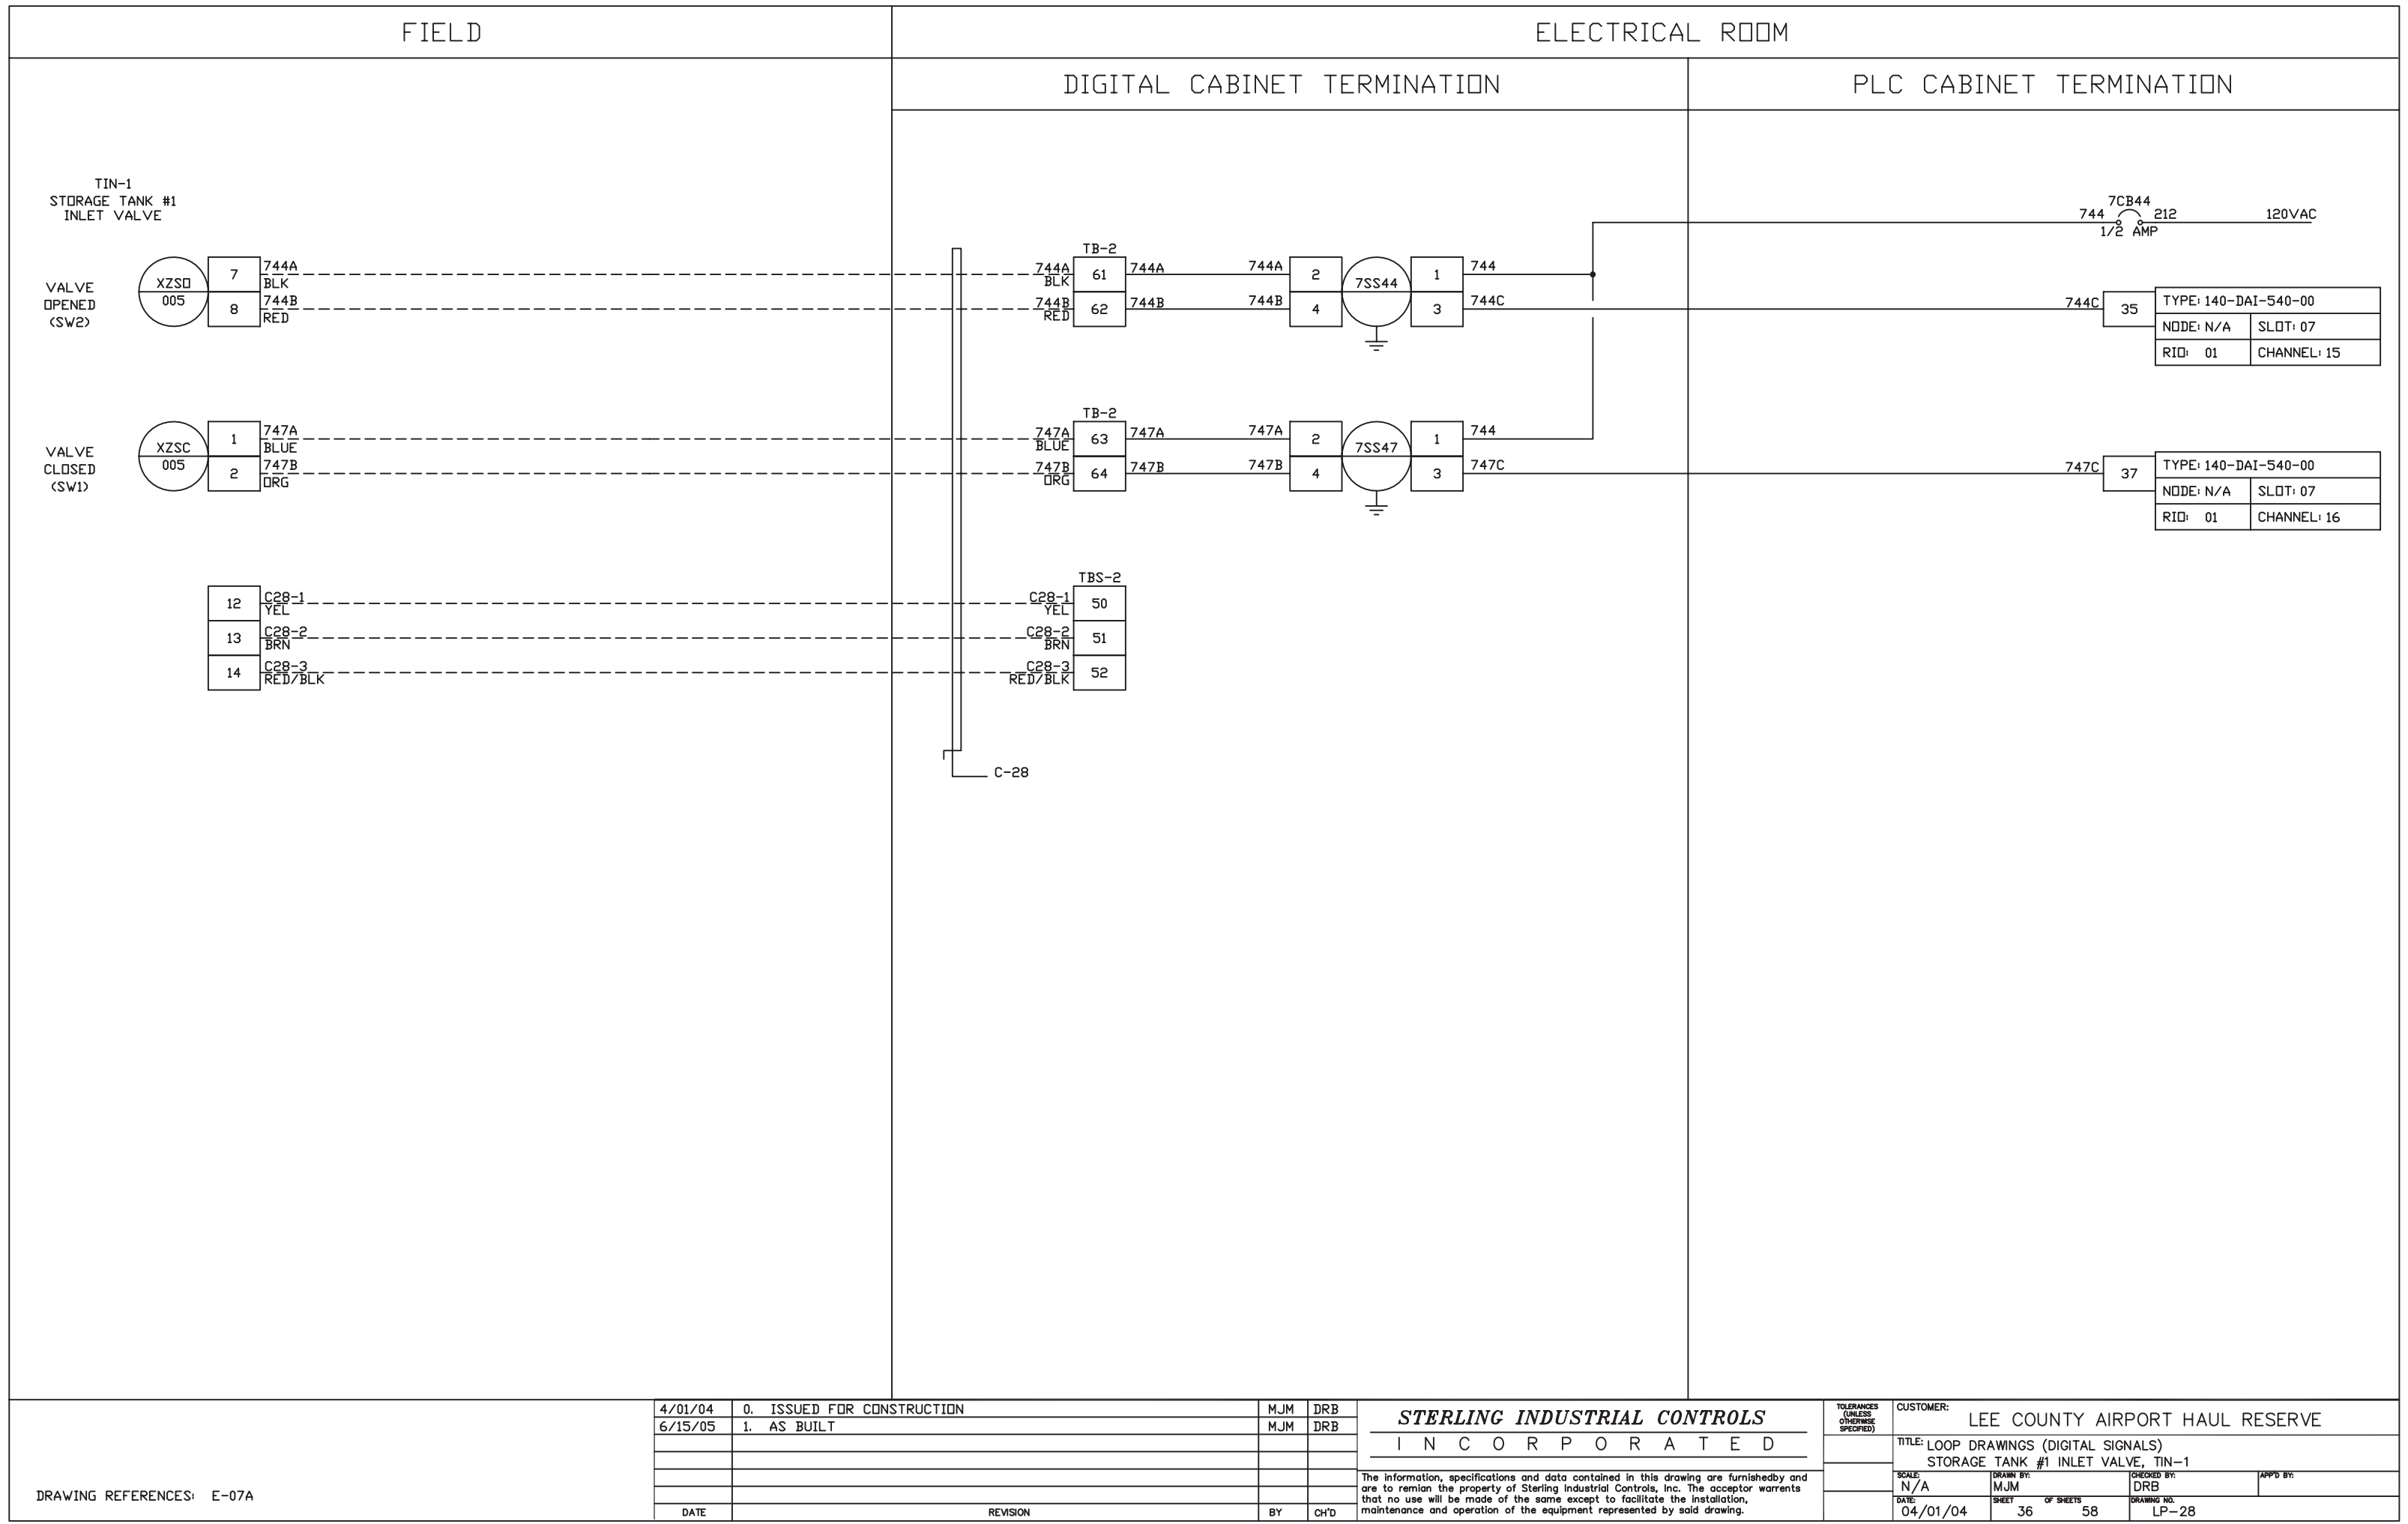 FIELD
ELECTRICAL ROOM
DIGITAL CABINET TERMINATION
PLC CABINET TERMINATION
TIN-1
STORAGE TANK #1
INLET VALVE
7CB44
744 212 120VAC
1/2 AMP
TB-2
VALVE
OPENED
(SW2)
XZSO
005
7 744A
BLK
8 744B
RED
744A
BLK
744B
RED
61 744A 744A 2
62 744B 744B 4
7SS44
1 744
3 744C
744C 35
TYPE: 140-DAI-540-00
NODE: N/A SLOT: 07
RIO: 01 CHANNEL: 15
TB-2
VALVE
CLOSED
(SW1)
XZSC
005
1 747A
BLUE
2 747B
ORG
747A
BLUE
747B
ORG
63 747A 747A 2
64 747B 747B 4
7SS47
1 744
3 747C
747C 37
TYPE: 140-DAI-540-00
NODE: N/A SLOT: 07
RIO: 01 CHANNEL: 16
TBS-2
12 C28-1
YEL
C28-1 50
YEL
13 C28-2
BRN
C28-2 51
BRN
14 C28-3
RED/BLK
C28-3 52
RED/BLK
C-28
DRAWING REFERENCES: E-07A
4/01/04 0. ISSUED FOR CONSTRUCTION MJM DRB
6/15/05 1. AS BUILT MJM DRB
DATE REVISION BY CH'D
STERLING INDUSTRIAL CONTROLS
INCORPORATED
The information, specifications and data contained in this drawing are furnishedby and
are to remian the property of Sterling Industrial Controls, Inc. The acceptor warrents
that no use will be made of the same except to facilitate the installation,
maintenance and operation of the equipment represented by said drawing.
TOLERANCES
(UNLESS
OTHERWISE
SPECIFIED)
CUSTOMER:
LEE COUNTY AIRPORT HAUL RESERVE
TITLE: LOOP DRAWINGS (DIGITAL SIGNALS)
STORAGE TANK #1 INLET VALVE, TIN-1
SCALE: DRAWN BY: CHECKED BY: APP'D BY:
N/A MJM DRB
DATE: SHEET OF SHEETS DRAWING NO.
04/01/04 36 58 LP-28